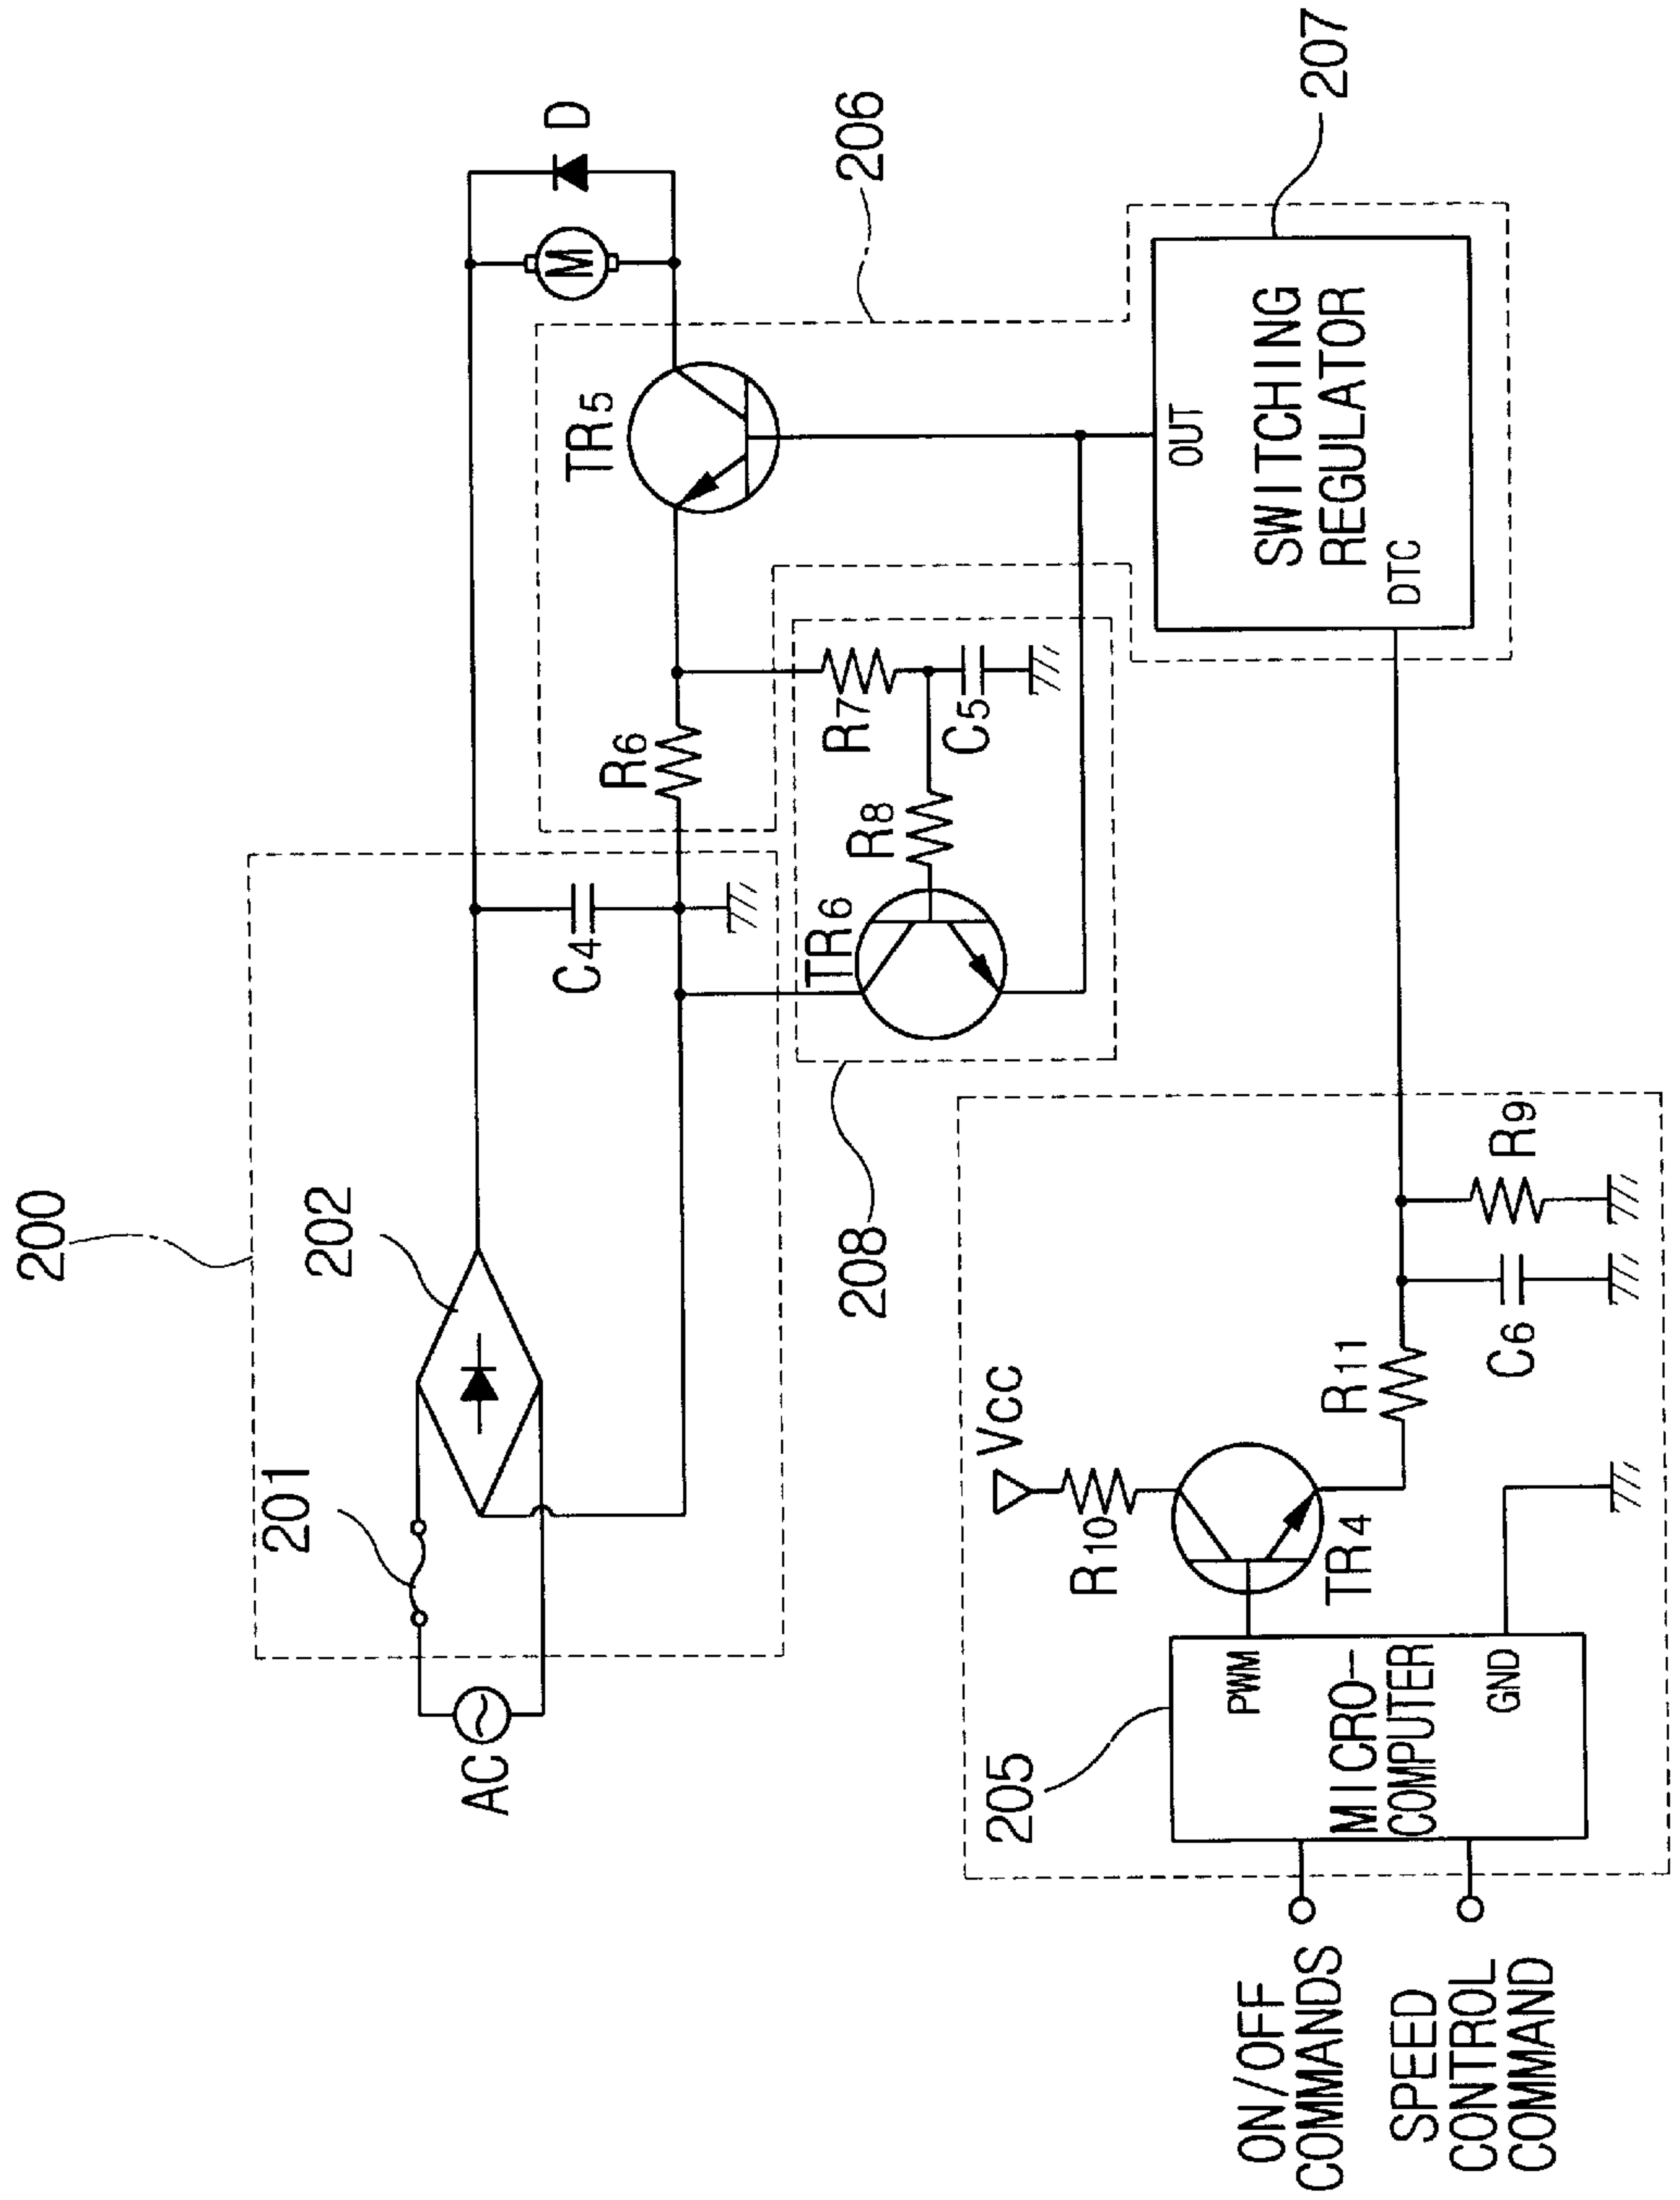 200
201
202
AC
C4
R6
TR5
M
D
206
208
TR6
R8
R7
C5
OUT
SWITCHING
REGULATOR
DTC
207
205
Vcc
R10
TR4
R11
C6
R9
PWM
MICRO-
COMPUTER
GND
ON/OFF
COMMANDS
SPEED
CONTROL
COMMAND